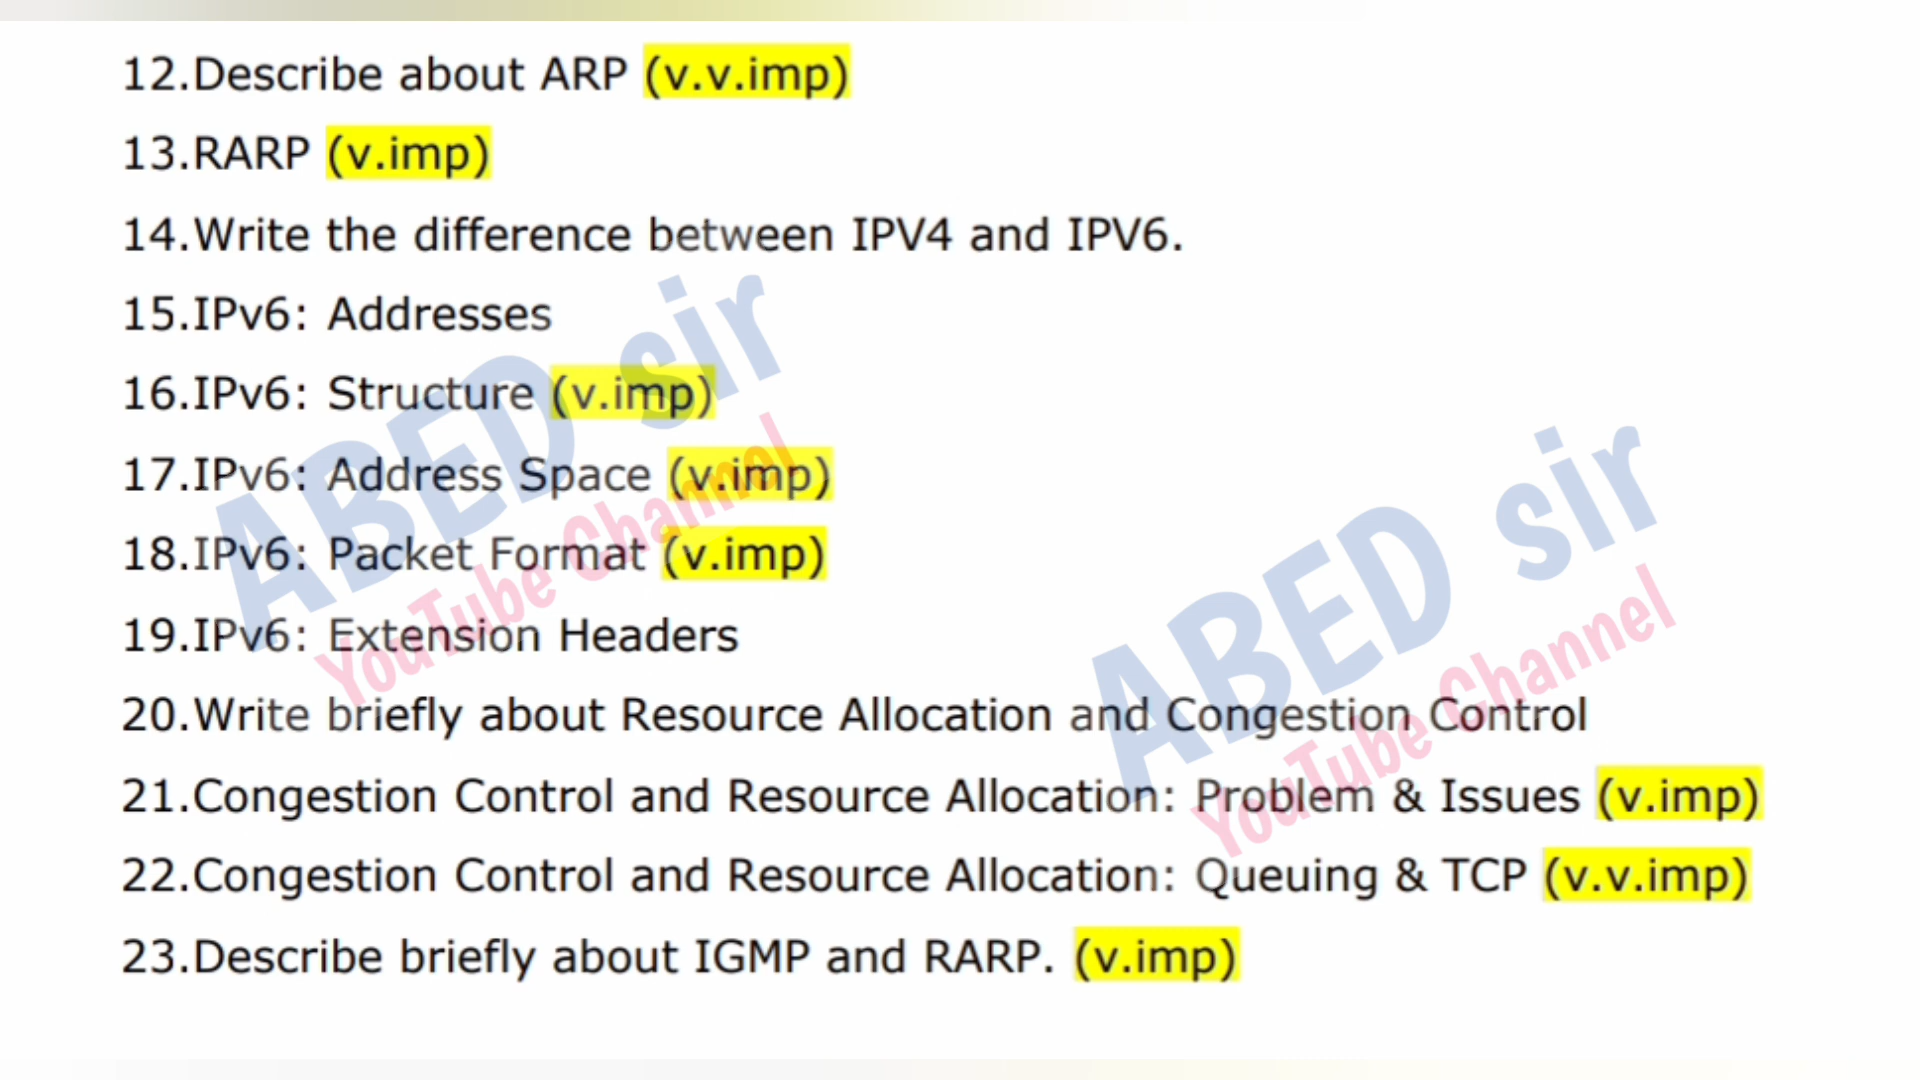 12.Describe about ARP (v.v.imp)
13.RARP (v.imp)
14.Write the difference between IPV4 and IPV6.
15.IPv6: Addresses
16.IPv6: Structure (v.imp)
17.IPv6: Address Space (v.imp)
18.IPv6: Packet Format (v.imp)
19.IPv6: Extension Headers
20.Write briefly about Resource Allocation and Congestion Control
21.Congestion Control and Resource Allocation: Problem & Issues (v.imp)
22.Congestion Control and Resource Allocation: Queuing & TCP (v.v.imp)
23.Describe briefly about IGMP and RARP. (v.imp)
ABED sir
YouTube Channel
ABED sir
YouTube Channel